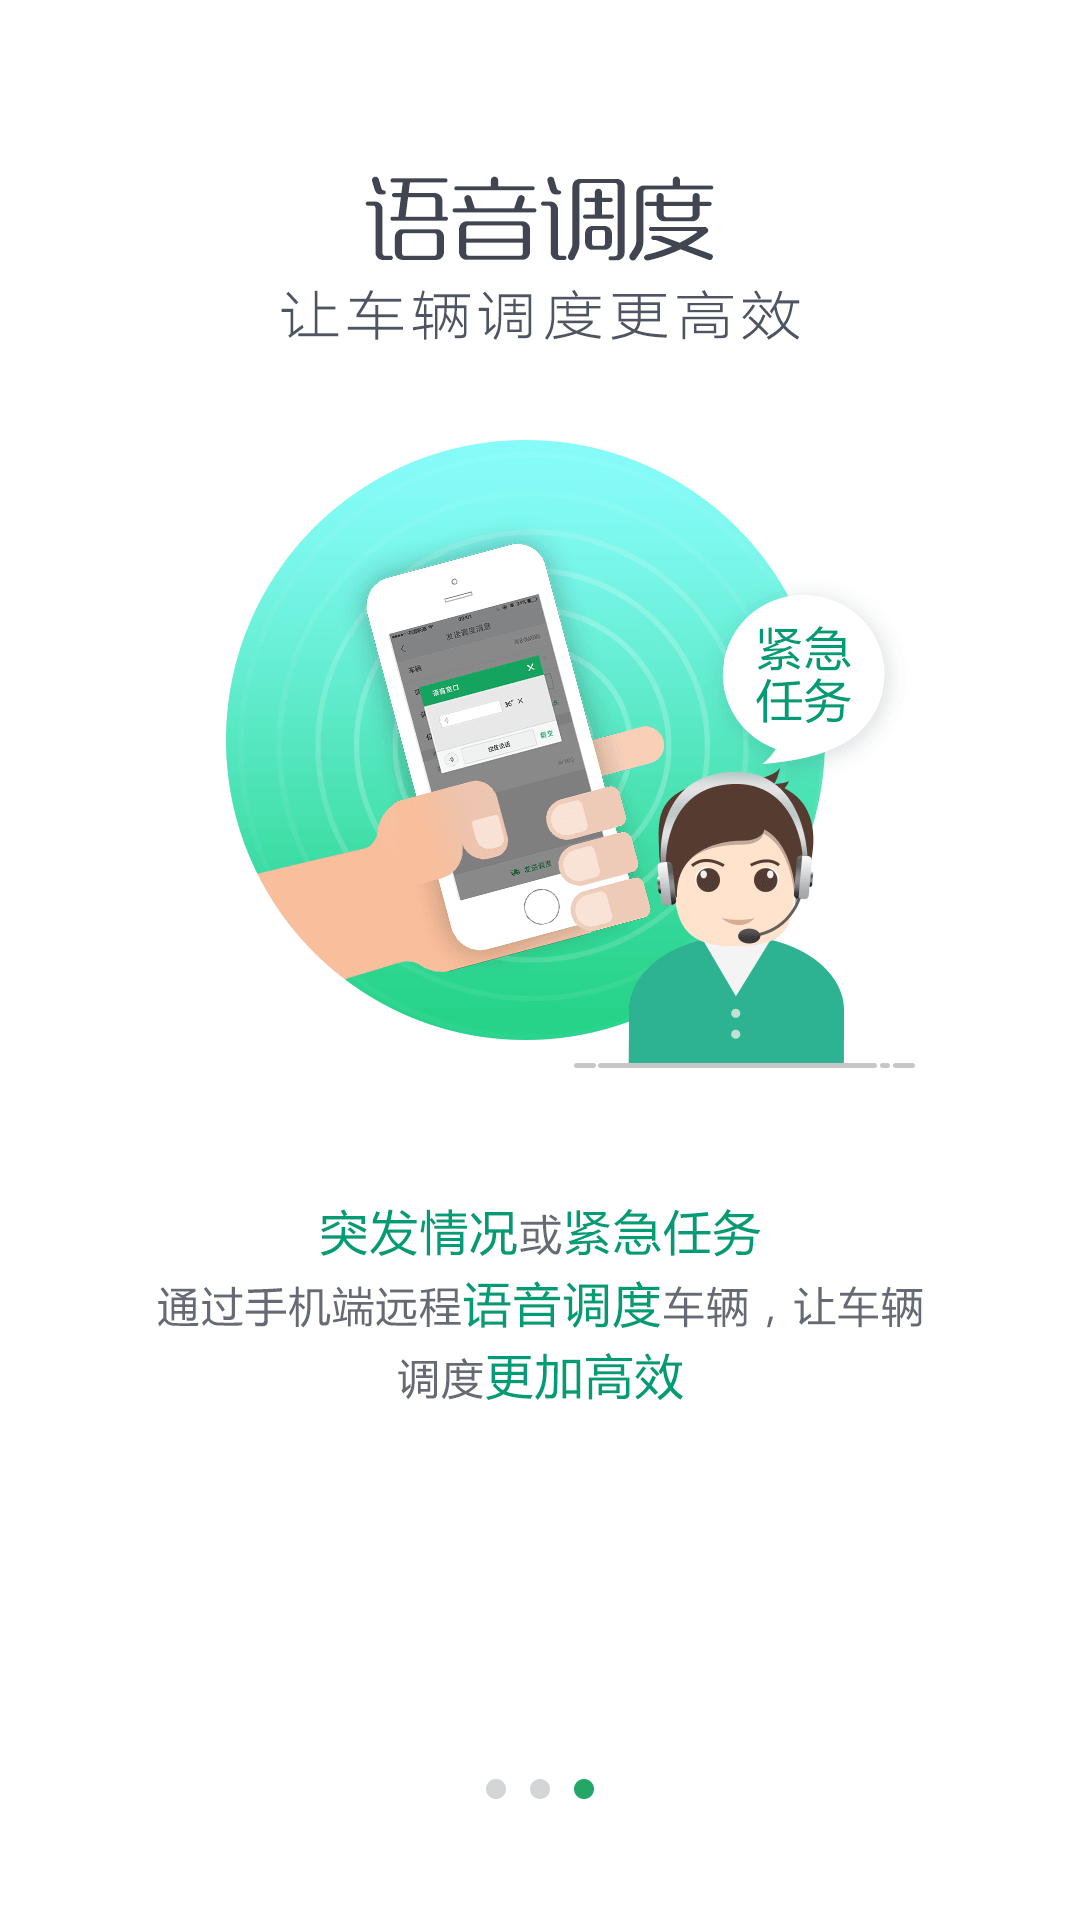 语音调度
让车辆调度更高效
发送调度消息
车辆
语音窗口
36"
按住说话
提交
发送调度
紧急
任务
突发情况或紧急任务
通过手机端远程语音调度车辆，让车辆
调度更加高效